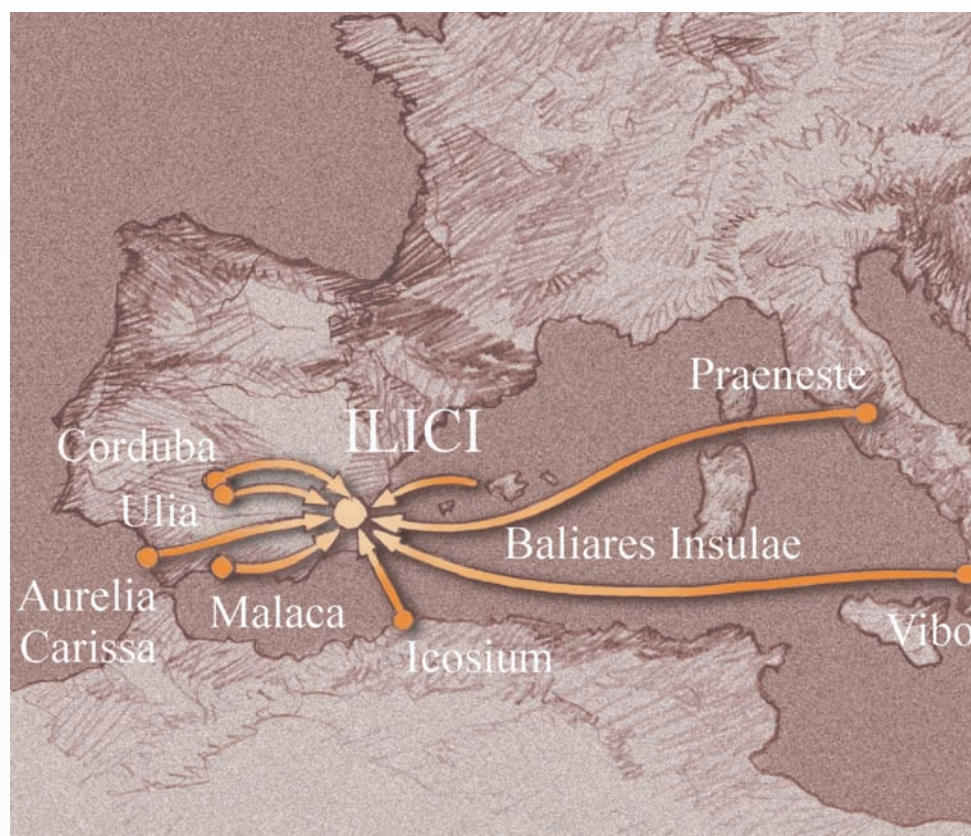 Praeneste
ILICI
Corduba
Ulia
Baliares Insulae
Aurelia
Carissa
Malaca
Icosium
Vibo